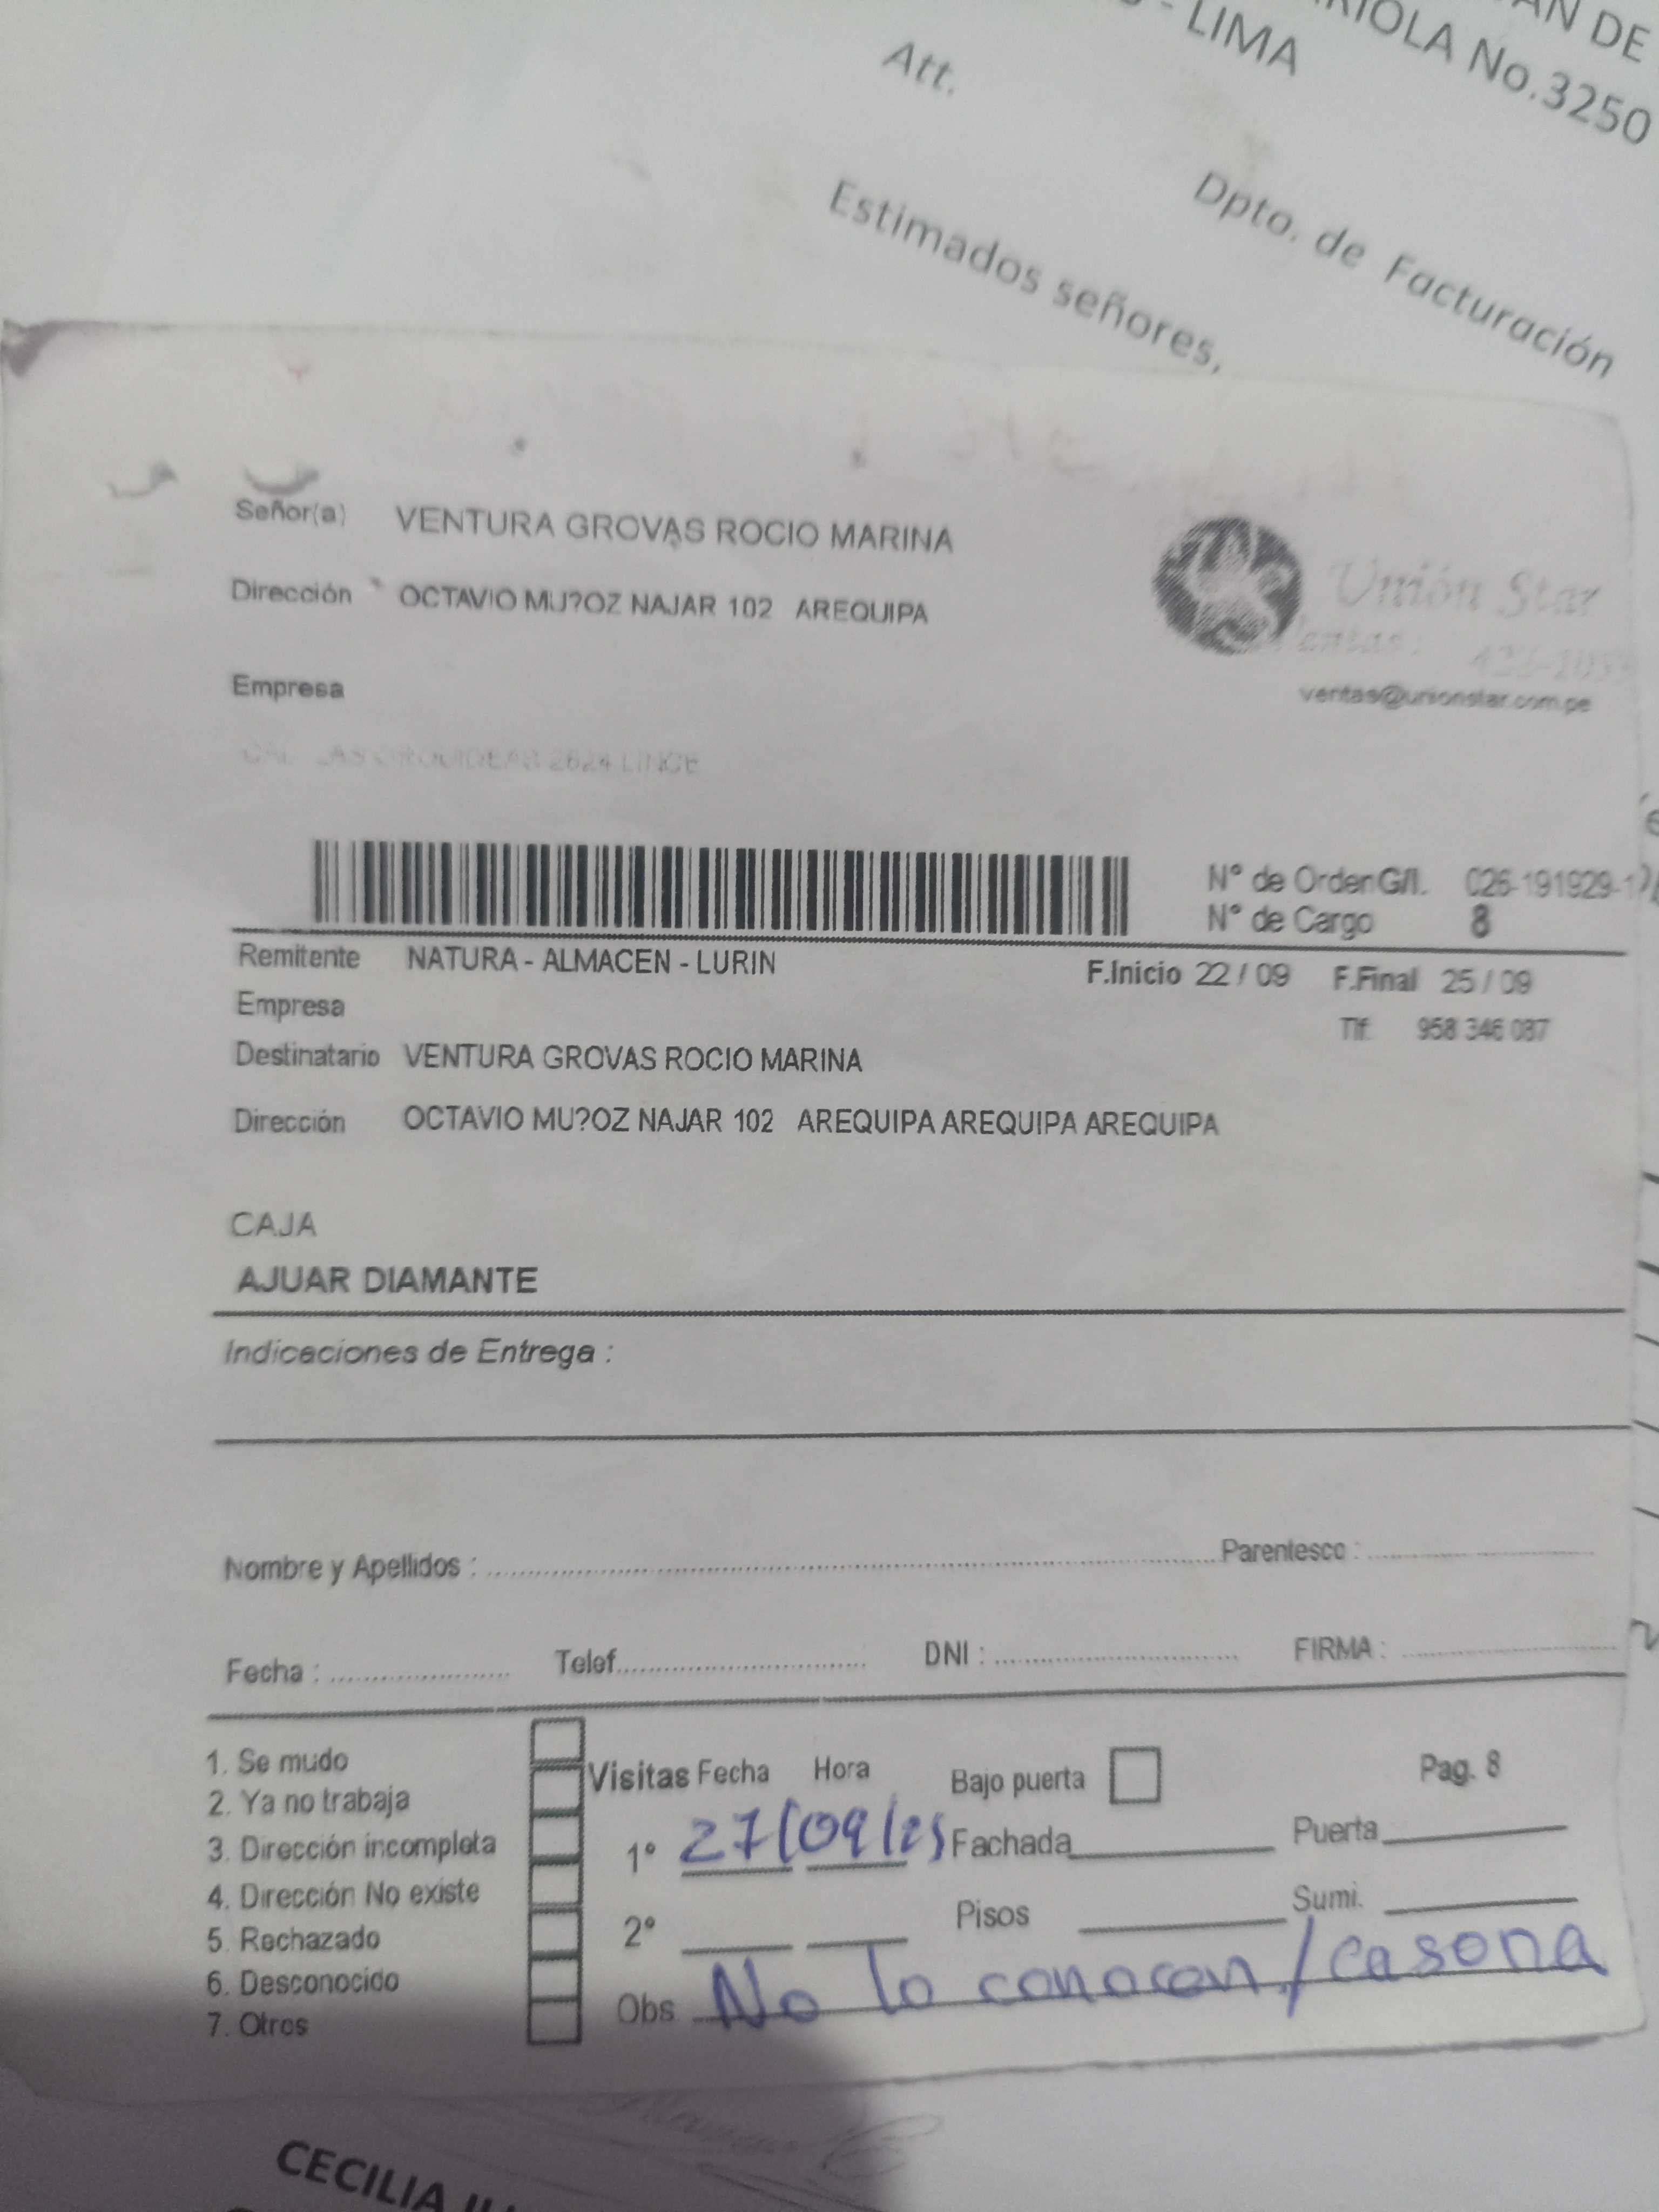 AN DE
RIOLA No.3250
- LIMA
Att.
Dpto. de Facturación
Estimados señores,
Señor(a) VENTURA GROVAS ROCIO MARINA
Dirección OCTAVIO MU?OZ NAJAR 102 AREQUIPA
Unión Star
ventas@unionstar.com.pe
Empresa
2624 LINCE
N° de Orden G/I. 026-191929-1
N° de Cargo 8
Remitente NATURA - ALMACEN - LURIN F.Inicio 22 / 09 F.Final 25 / 09
Empresa Tlf. 958 346 087
Destinatario VENTURA GROVAS ROCIO MARINA
Dirección OCTAVIO MU?OZ NAJAR 102 AREQUIPA AREQUIPA AREQUIPA
CAJA
AJUAR DIAMANTE
Indicaciones de Entrega :
Nombre y Apellidos : Parentesco :
Fecha : Telef. DNI : FIRMA :
1. Se mudo
2. Ya no trabaja
3. Dirección incompleta
4. Dirección No existe
5. Rechazado
6. Desconocido
7. Otros
Visitas Fecha Hora Bajo puerta Pag. 8
1° 27/09/25 Fachada Puerta
2° Pisos Sumi.
Obs No lo conocen / casona
CECILIA